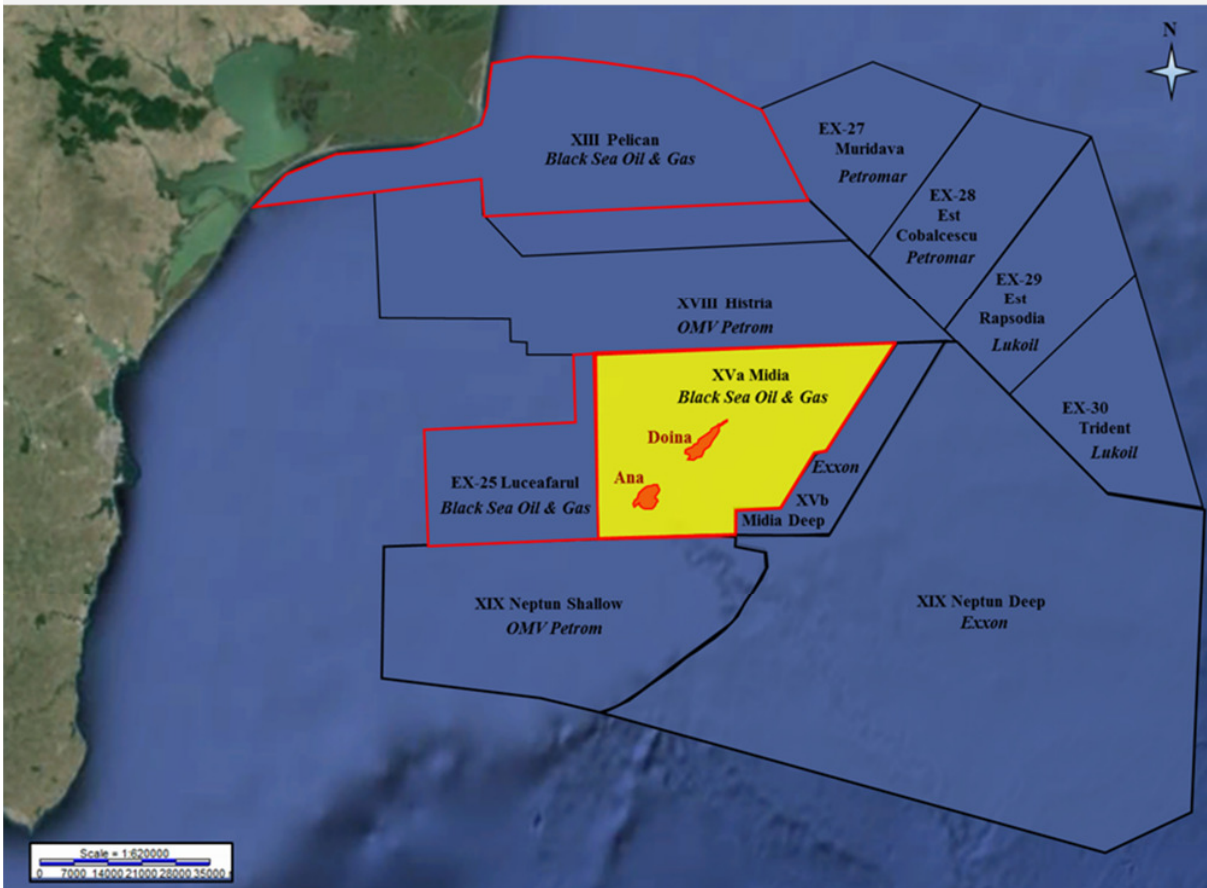 N
XIII Pelican
Black Sea Oil & Gas
EX-27
Muridava
Petromar
EX-28
Est
Cobalcescu
Petromar
EX-29
Est
Rapsodia
Lukoil
EX-30
Trident
Lukoil
XVIII Histria
OMV Petrom
XVa Midia
Black Sea Oil & Gas
Doina
Ana
EX-25 Luceafarul
Black Sea Oil & Gas
Exxon
XVb
Midia Deep
XIX Neptun Shallow
OMV Petrom
XIX Neptun Deep
Exxon
Scale = 1:620000
0 7000 14000 21000 28000 35000